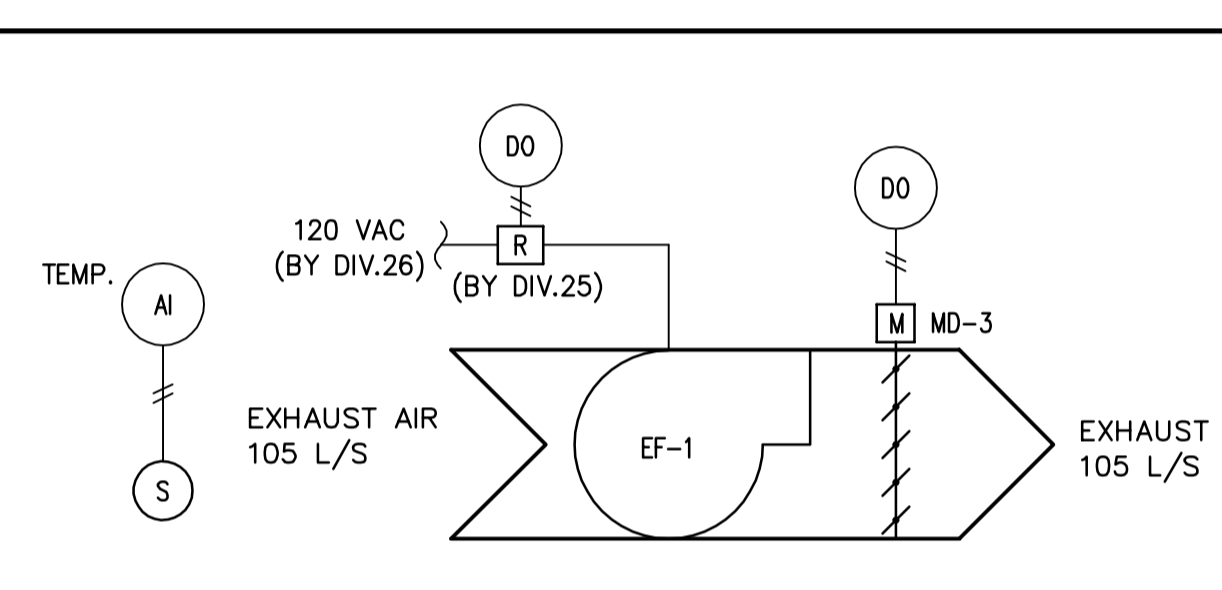 DO
DO
120 VAC
(BY DIV.26)
R
(BY DIV.25)
TEMP.
AI
M MD-3
EXHAUST AIR
105 L/S
EF-1
EXHAUST
105 L/S
S